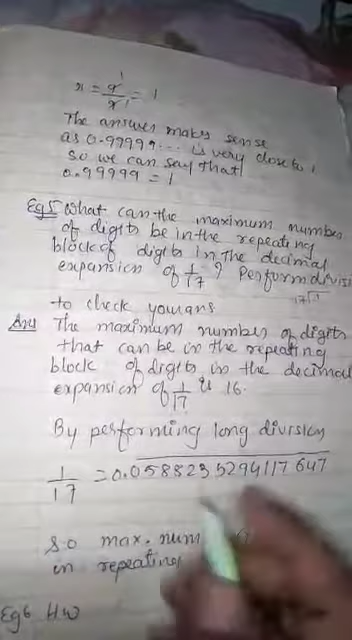 x = 9/9 = 1
The answer makes sense
as 0.99999... is very close to 1
so we can say that
0.99999 = 1
Eg5 What can the maximum number
of digits be in the repeating
block of digits in the decimal
expansion of 1/17 ? Perform divisi
17√1
to check your ans
Ans The maximum number of digits
that can be in the repeating
block of digits in the decimal
expansion of 1/17 is 16.
By performing long division
1/17 = 0.0588235294117647
so max. num
in repeating
Eg6 H.W